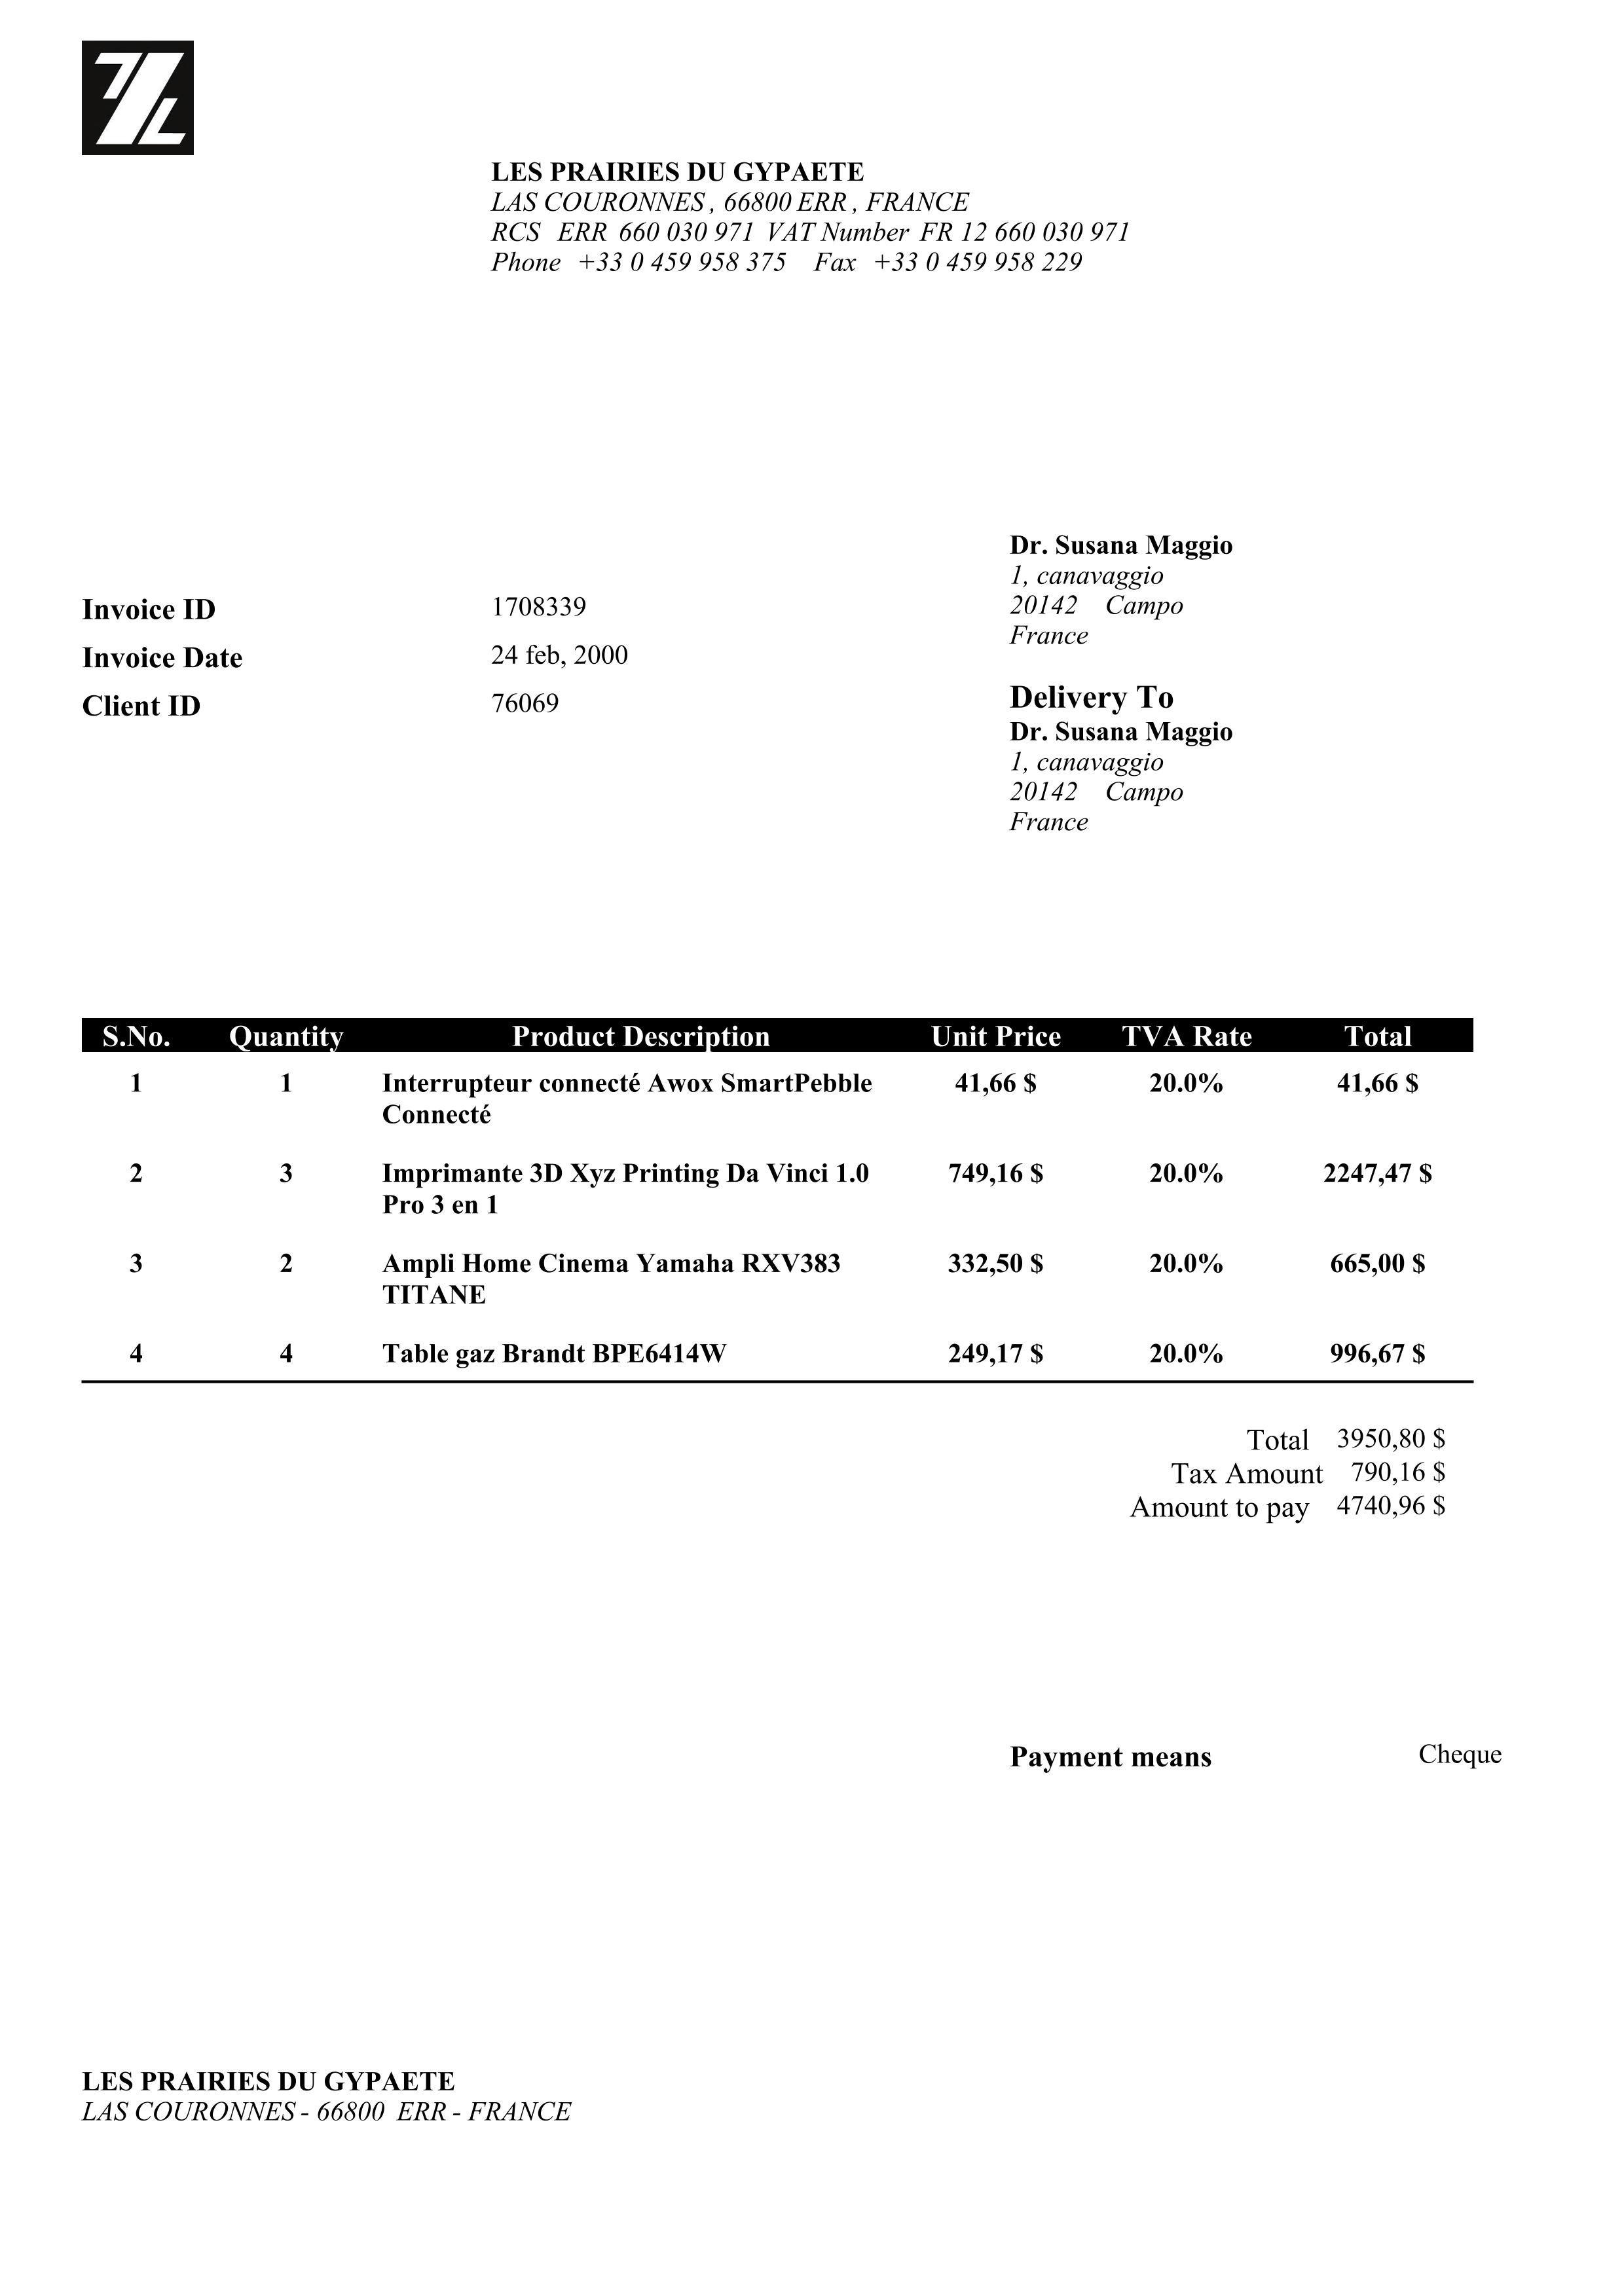 LES PRAIRIES DU GYPAETE
LAS COURONNES , 66800 ERR , FRANCE
RCS ERR 660 030 971 VAT Number FR 12 660 030 971
Phone +33 0 459 958 375 Fax +33 0 459 958 229
Dr. Susana Maggio
1, canavaggio
20142 Campo
France
Invoice ID 1708339
Invoice Date 24 feb, 2000
Client ID 76069
Delivery To
Dr. Susana Maggio
1, canavaggio
20142 Campo
France
S.No. Quantity Product Description Unit Price TVA Rate Total
1 1 Interrupteur connecté Awox SmartPebble 41,66 $ 20.0% 41,66 $
Connecté
2 3 Imprimante 3D Xyz Printing Da Vinci 1.0 749,16 $ 20.0% 2247,47 $
Pro 3 en 1
3 2 Ampli Home Cinema Yamaha RXV383 332,50 $ 20.0% 665,00 $
TITANE
4 4 Table gaz Brandt BPE6414W 249,17 $ 20.0% 996,67 $
Total 3950,80 $
Tax Amount 790,16 $
Amount to pay 4740,96 $
Payment means Cheque
LES PRAIRIES DU GYPAETE
LAS COURONNES - 66800 ERR - FRANCE